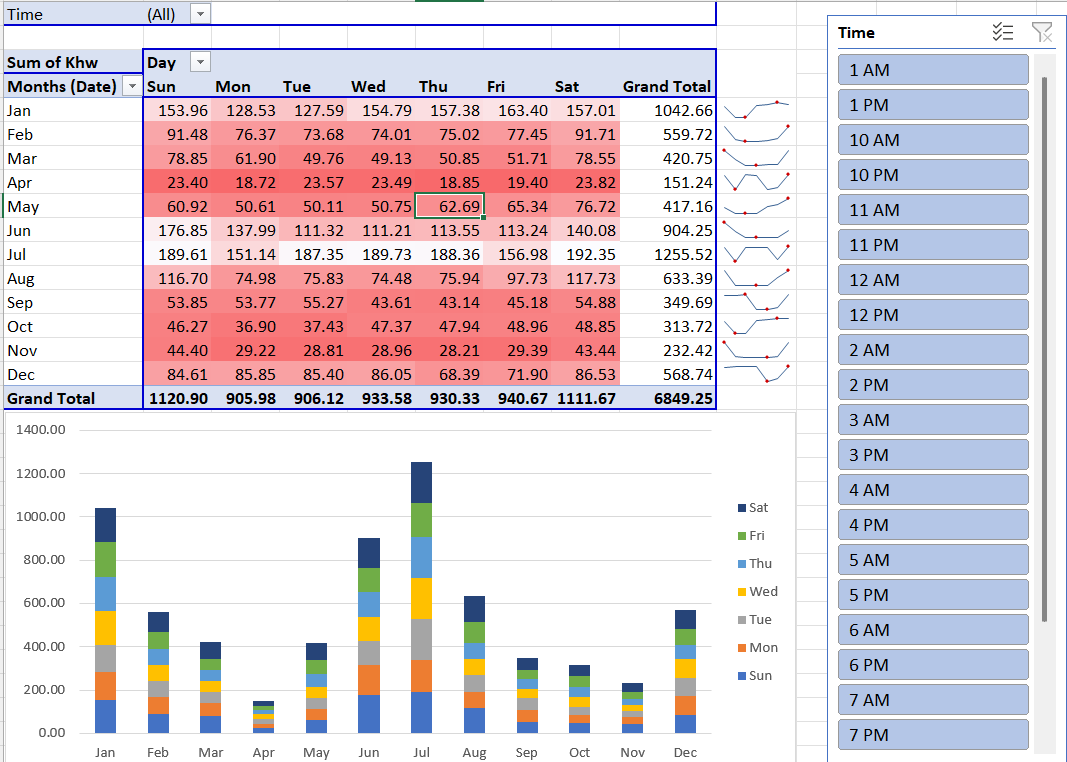 Time (All)
Sum of Khw Day
Months (Date) Sun Mon Tue Wed Thu Fri Sat Grand Total
Jan 153.96 128.53 127.59 154.79 157.38 163.40 157.01 1042.66
Feb 91.48 76.37 73.68 74.01 75.02 77.45 91.71 559.72
Mar 78.85 61.90 49.76 49.13 50.85 51.71 78.55 420.75
Apr 23.40 18.72 23.57 23.49 18.85 19.40 23.82 151.24
May 60.92 50.61 50.11 50.75 62.69 65.34 76.72 417.16
Jun 176.85 137.99 111.32 111.21 113.55 113.24 140.08 904.25
Jul 189.61 151.14 187.35 189.73 188.36 156.98 192.35 1255.52
Aug 116.70 74.98 75.83 74.48 75.94 97.73 117.73 633.39
Sep 53.85 53.77 55.27 43.61 43.14 45.18 54.88 349.69
Oct 46.27 36.90 37.43 47.37 47.94 48.96 48.85 313.72
Nov 44.40 29.22 28.81 28.96 28.21 29.39 43.44 232.42
Dec 84.61 85.85 85.40 86.05 68.39 71.90 86.53 568.74
Grand Total 1120.90 905.98 906.12 933.58 930.33 940.67 1111.67 6849.25
1400.00
1200.00
1000.00
800.00
600.00
400.00
200.00
0.00
Jan Feb Mar Apr May Jun Jul Aug Sep Oct Nov Dec
Sat
Fri
Thu
Wed
Tue
Mon
Sun
Time
1 AM
1 PM
10 AM
10 PM
11 AM
11 PM
12 AM
12 PM
2 AM
2 PM
3 AM
3 PM
4 AM
4 PM
5 AM
5 PM
6 AM
6 PM
7 AM
7 PM